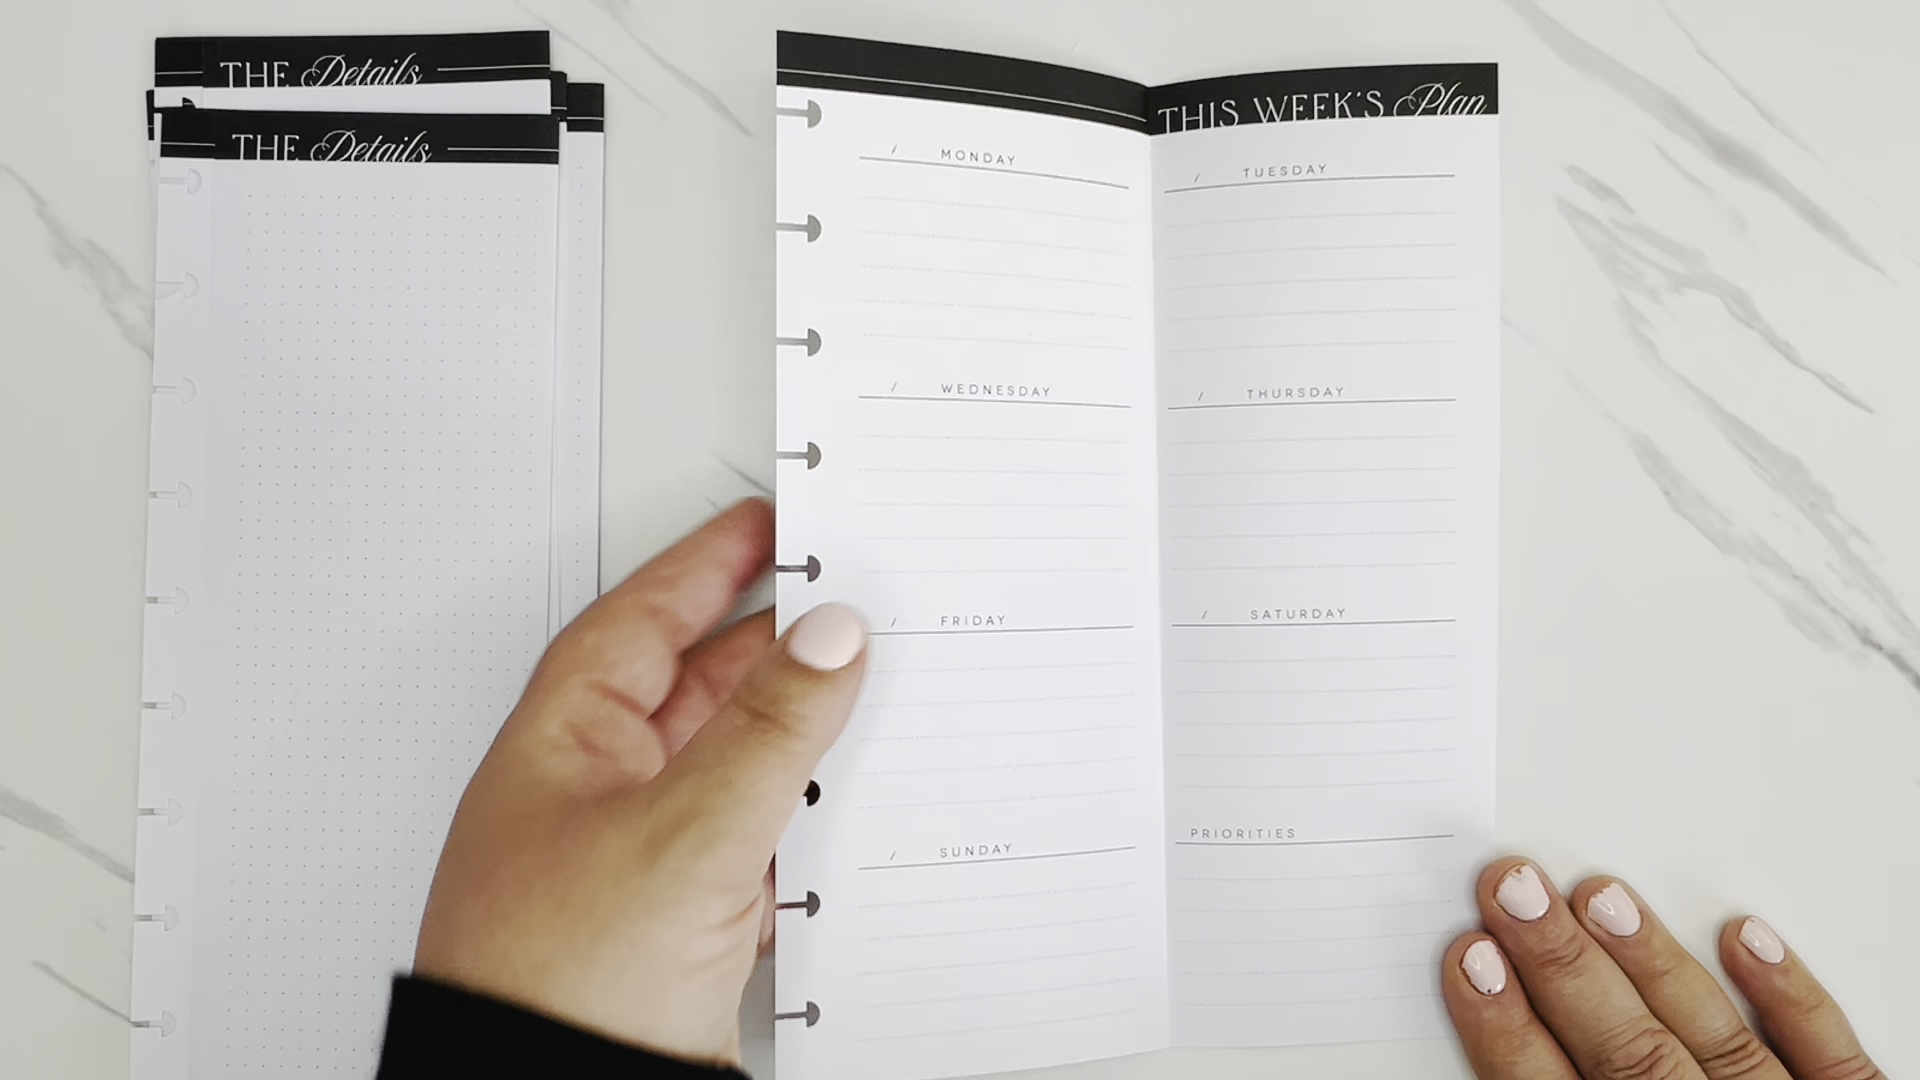 THE Details
THE Details
THIS WEEK'S Plan
/ MONDAY
/ TUESDAY
/ WEDNESDAY
/ THURSDAY
/ FRIDAY
/ SATURDAY
/ SUNDAY
PRIORITIES